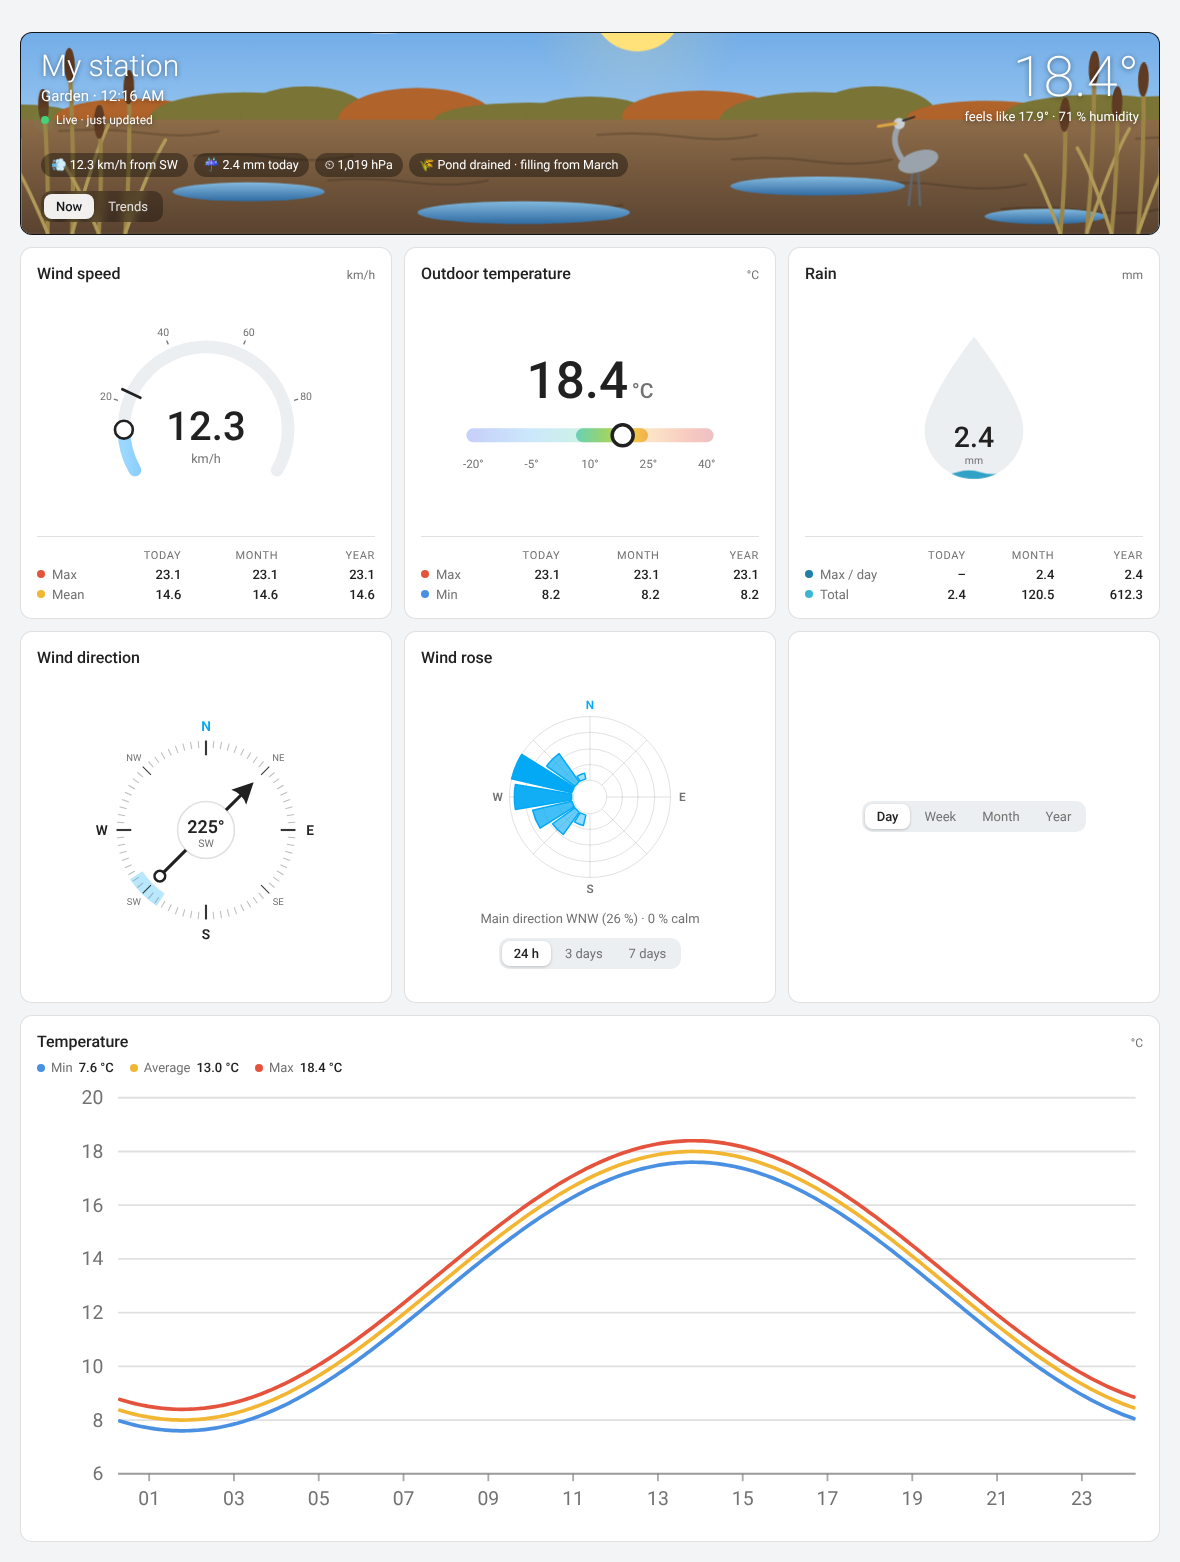 My station
Garden · 12:16 AM
Live · just updated
18.4°
feels like 17.9° · 71 % humidity
💨 12.3 km/h from SW
☔ 2.4 mm today
⏲ 1,019 hPa
🌾 Pond drained · filling from March
Now Trends
Wind speed km/h
40 60
20 80
12.3
km/h
TODAY MONTH YEAR
Max 23.1 23.1 23.1
Mean 14.6 14.6 14.6
Outdoor temperature °C
18.4 °C
-20° -5° 10° 25° 40°
TODAY MONTH YEAR
Max 23.1 23.1 23.1
Min 8.2 8.2 8.2
Rain mm
2.4
mm
TODAY MONTH YEAR
Max / day – 2.4 2.4
Total 2.4 120.5 612.3
Wind direction
N
NW NE
W E
225°
SW
SW SE
S
Wind rose
N
W E
S
Main direction WNW (26 %) · 0 % calm
24 h 3 days 7 days
Day Week Month Year
Temperature °C
Min 7.6 °C Average 13.0 °C Max 18.4 °C
20
18
16
14
12
10
8
6
01 03 05 07 09 11 13 15 17 19 21 23